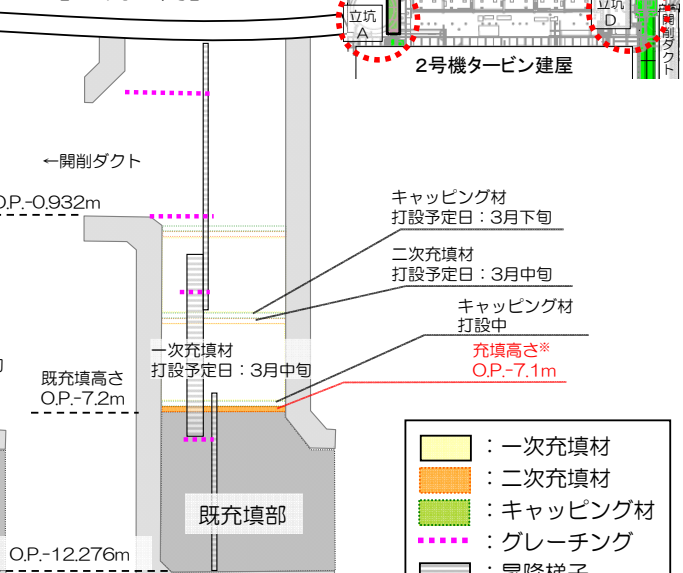 立坑
A
立坑
D
開削ダクト
2号機タービン建屋
←開削ダクト
O.P.-0.932m
キャッピング材
打設予定日：3月下旬
二次充填材
打設予定日：3月中旬
キャッピング材
打設中
一次充填材
打設予定日：3月中旬
充填高さ※
O.P.-7.1m
既充填高さ
O.P.-7.2m
既充填部
O.P.-12.276m
：一次充填材
：二次充填材
：キャッピング材
：グレーチング
：昇降梯子